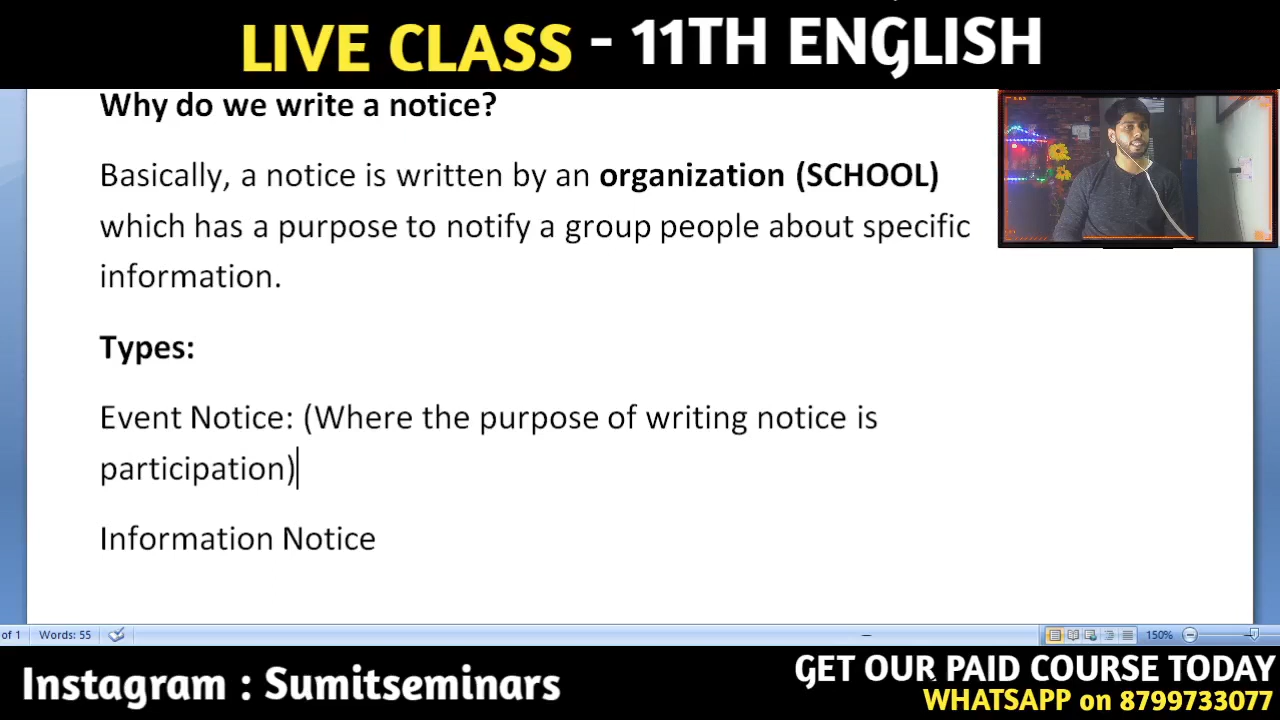 LIVE CLASS - 11TH ENGLISH
Why do we write a notice?
Basically, a notice is written by an organization (SCHOOL)
which has a purpose to notify a group people about specific
information.
Types:
Event Notice: (Where the purpose of writing notice is
participation)
Information Notice
of 1 Words: 55 150%
Instagram : Sumitseminars
GET OUR PAID COURSE TODAY
WHATSAPP on 8799733077